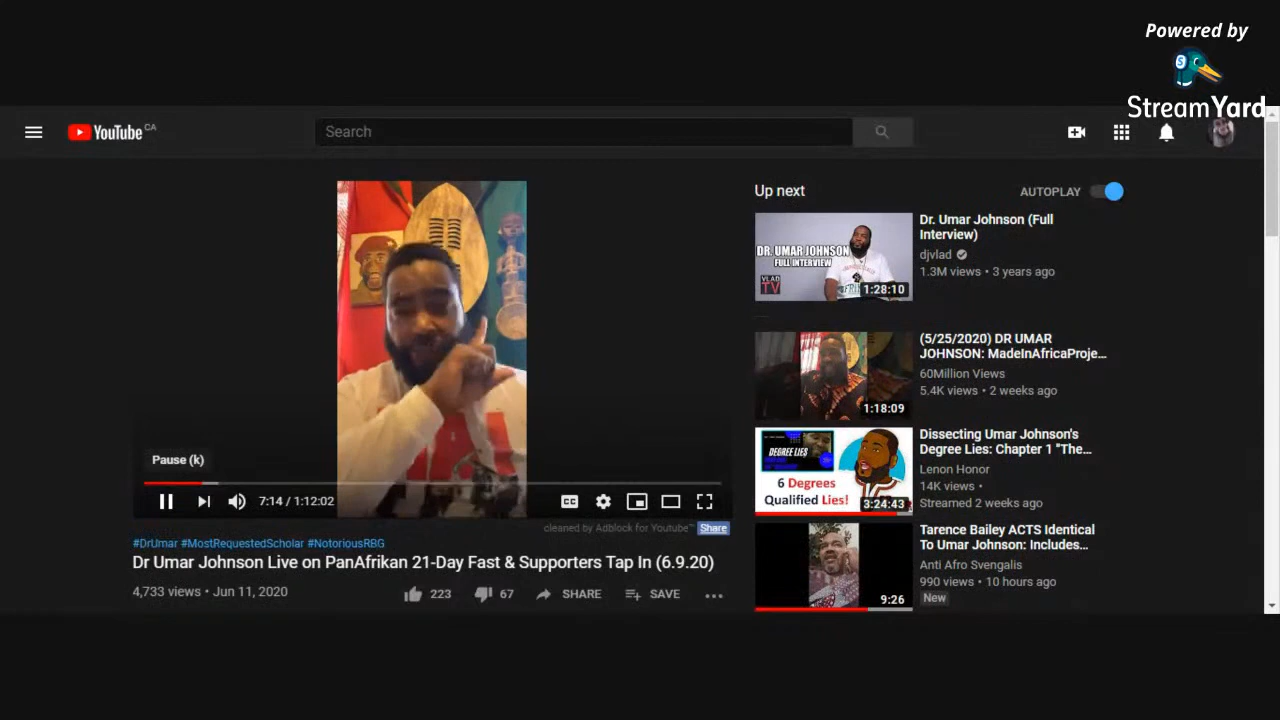 Powered by
StreamYard
YouTube CA
Search
Up next
AUTOPLAY
DR. UMAR JOHNSON
FULL INTERVIEW
VLAD
TV
1:28:10
Dr. Umar Johnson (Full
Interview)
djvlad
1.3M views • 3 years ago
1:18:09
(5/25/2020) DR UMAR
JOHNSON: MadeInAfricaProje...
60Million Views
5.4K views • 2 weeks ago
DEGREE LIES
6 Degrees
Qualified Lies!
3:24:43
Dissecting Umar Johnson's
Degree Lies: Chapter 1 "The...
Lenon Honor
14K views •
Streamed 2 weeks ago
9:26
Tarence Bailey ACTS Identical
To Umar Johnson: Includes...
Anti Afro Svengalis
990 views • 10 hours ago
New
Pause (k)
7:14 / 1:12:02
CC
cleaned by Adblock for Youtube™ Share
#DrUmar #MostRequestedScholar #NotoriousRBG
Dr Umar Johnson Live on PanAfrikan 21-Day Fast & Supporters Tap In (6.9.20)
4,733 views • Jun 11, 2020
223
67
SHARE
SAVE